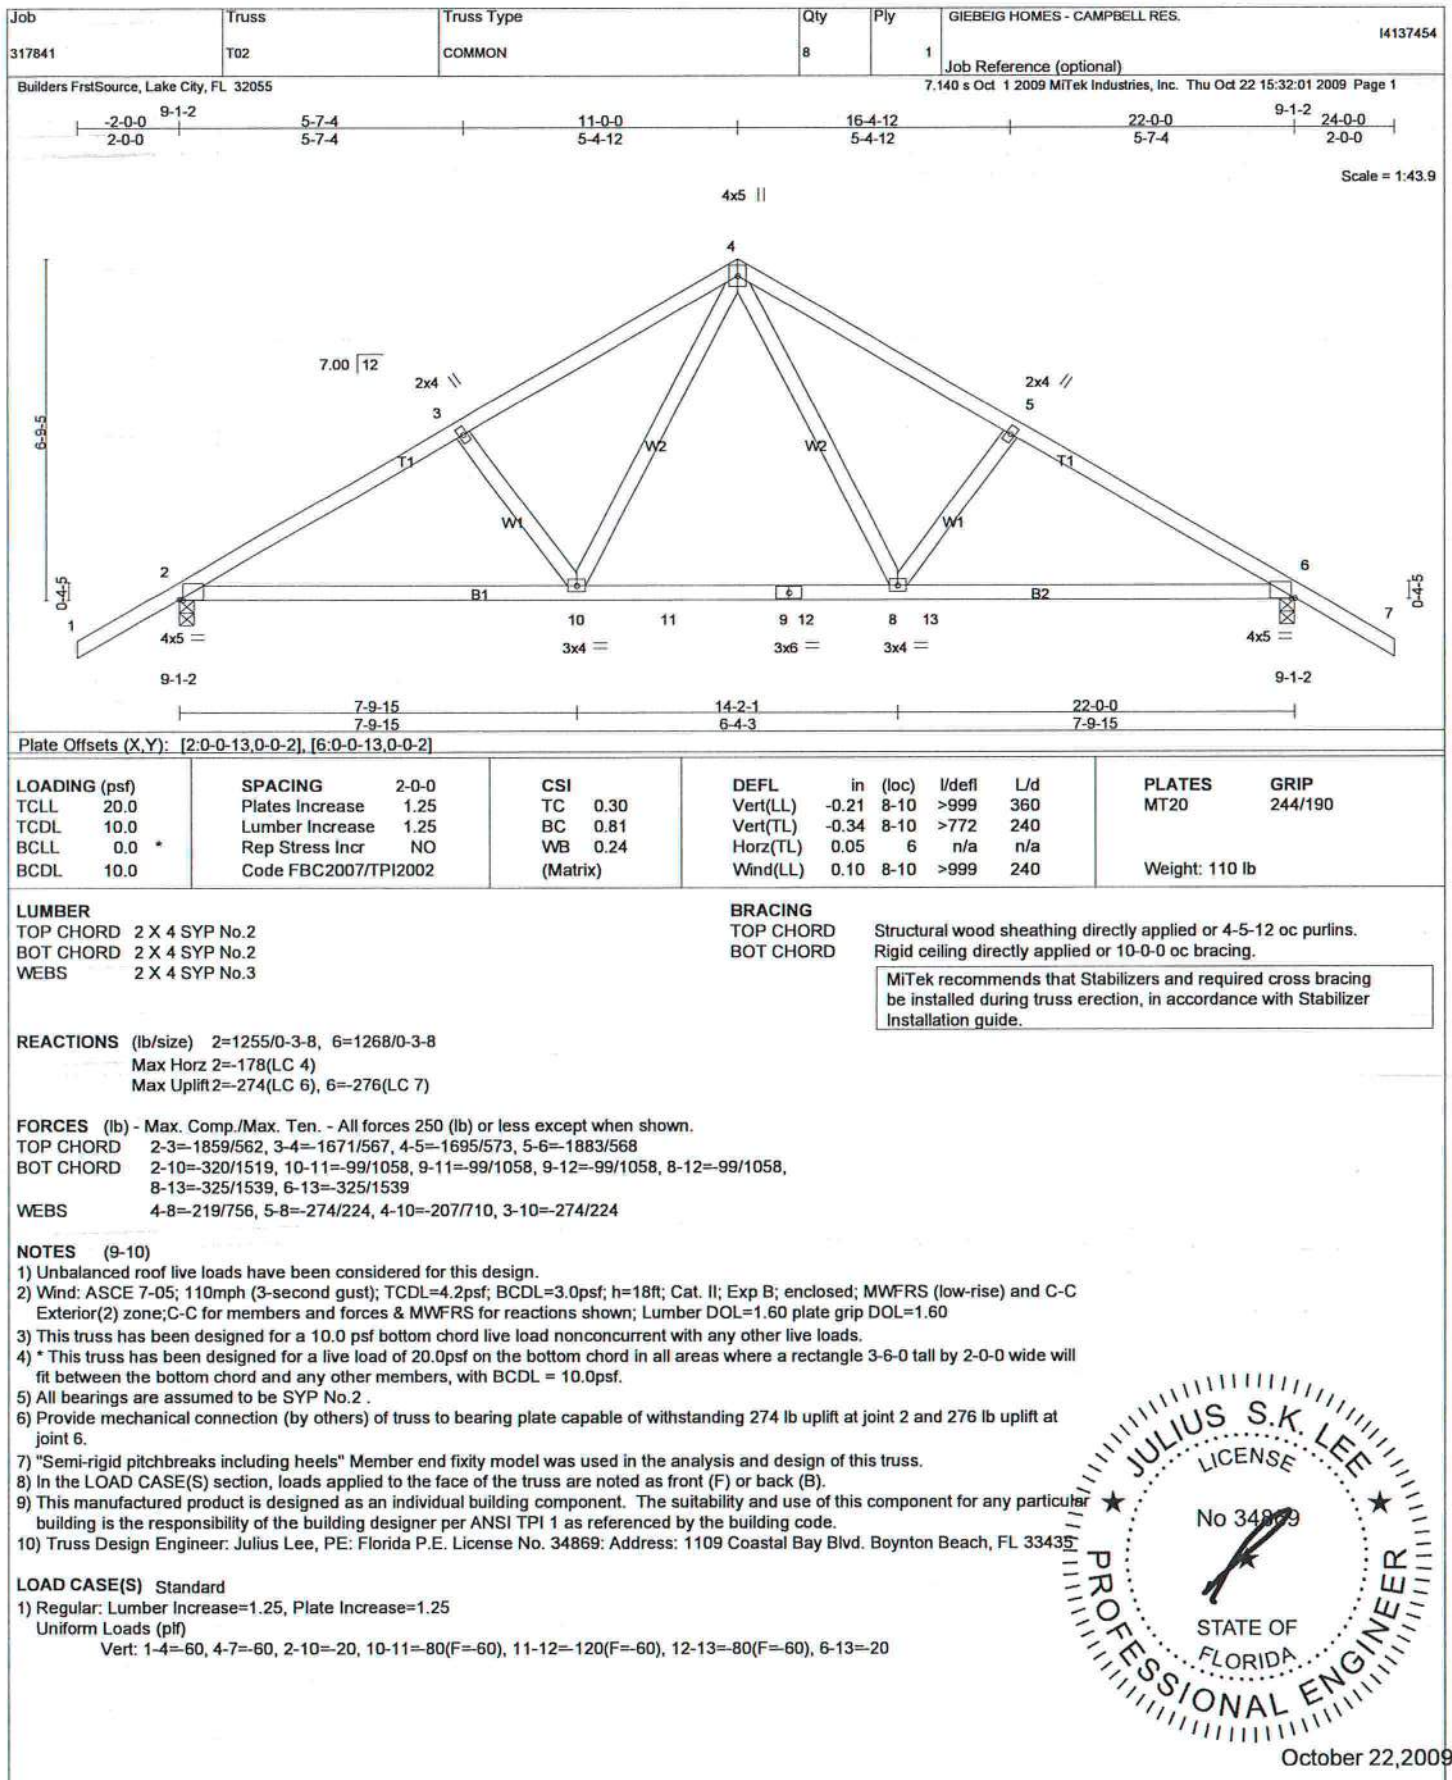 Job Truss Truss Type Qty Ply GIEBEIG HOMES - CAMPBELL RES.
I4137454
317841 T02 COMMON 8 1
Job Reference (optional)
Builders FrstSource, Lake City, FL 32055 7.140 s Oct 1 2009 MiTek Industries, Inc. Thu Oct 22 15:32:01 2009 Page 1
-2-0-0 9-1-2 5-7-4 11-0-0 16-4-12 22-0-0 9-1-2 24-0-0
2-0-0 5-7-4 5-4-12 5-4-12 5-7-4 2-0-0
Scale = 1:43.9
4x5 ||
4
7.00 12
2x4 \\ 2x4 //
3 5
6-9-5
T1 W2 W2 T1
W1 W1
2 6
0-4-5 B1 B2 0-4-5
1 10 11 9 12 8 13 7
4x5 = 3x4 = 3x6 = 3x4 = 4x5 =
9-1-2 9-1-2
7-9-15 14-2-1 22-0-0
7-9-15 6-4-3 7-9-15
Plate Offsets (X,Y): [2:0-0-13,0-0-2], [6:0-0-13,0-0-2]
LOADING (psf) SPACING 2-0-0 CSI DEFL in (loc) l/defl L/d PLATES GRIP
TCLL 20.0 Plates Increase 1.25 TC 0.30 Vert(LL) -0.21 8-10 >999 360 MT20 244/190
TCDL 10.0 Lumber Increase 1.25 BC 0.81 Vert(TL) -0.34 8-10 >772 240
BCLL 0.0 * Rep Stress Incr NO WB 0.24 Horz(TL) 0.05 6 n/a n/a
BCDL 10.0 Code FBC2007/TPI2002 (Matrix) Wind(LL) 0.10 8-10 >999 240 Weight: 110 lb
LUMBER
TOP CHORD 2 X 4 SYP No.2
BOT CHORD 2 X 4 SYP No.2
WEBS 2 X 4 SYP No.3
BRACING
TOP CHORD Structural wood sheathing directly applied or 4-5-12 oc purlins.
BOT CHORD Rigid ceiling directly applied or 10-0-0 oc bracing.
MiTek recommends that Stabilizers and required cross bracing
be installed during truss erection, in accordance with Stabilizer
Installation guide.
REACTIONS (lb/size) 2=1255/0-3-8, 6=1268/0-3-8
Max Horz 2=-178(LC 4)
Max Uplift 2=-274(LC 6), 6=-276(LC 7)
FORCES (lb) - Max. Comp./Max. Ten. - All forces 250 (lb) or less except when shown.
TOP CHORD 2-3=-1859/562, 3-4=-1671/567, 4-5=-1695/573, 5-6=-1883/568
BOT CHORD 2-10=-320/1519, 10-11=-99/1058, 9-11=-99/1058, 9-12=-99/1058, 8-12=-99/1058,
8-13=-325/1539, 6-13=-325/1539
WEBS 4-8=-219/756, 5-8=-274/224, 4-10=-207/710, 3-10=-274/224
NOTES (9-10)
1) Unbalanced roof live loads have been considered for this design.
2) Wind: ASCE 7-05; 110mph (3-second gust); TCDL=4.2psf; BCDL=3.0psf; h=18ft; Cat. II; Exp B; enclosed; MWFRS (low-rise) and C-C
Exterior(2) zone;C-C for members and forces & MWFRS for reactions shown; Lumber DOL=1.60 plate grip DOL=1.60
3) This truss has been designed for a 10.0 psf bottom chord live load nonconcurrent with any other live loads.
4) * This truss has been designed for a live load of 20.0psf on the bottom chord in all areas where a rectangle 3-6-0 tall by 2-0-0 wide will
fit between the bottom chord and any other members, with BCDL = 10.0psf.
5) All bearings are assumed to be SYP No.2 .
6) Provide mechanical connection (by others) of truss to bearing plate capable of withstanding 274 lb uplift at joint 2 and 276 lb uplift at
joint 6.
7) "Semi-rigid pitchbreaks including heels" Member end fixity model was used in the analysis and design of this truss.
8) In the LOAD CASE(S) section, loads applied to the face of the truss are noted as front (F) or back (B).
9) This manufactured product is designed as an individual building component. The suitability and use of this component for any particular
building is the responsibility of the building designer per ANSI TPI 1 as referenced by the building code.
10) Truss Design Engineer: Julius Lee, PE: Florida P.E. License No. 34869: Address: 1109 Coastal Bay Blvd. Boynton Beach, FL 33435
LOAD CASE(S) Standard
1) Regular: Lumber Increase=1.25, Plate Increase=1.25
Uniform Loads (plf)
Vert: 1-4=-60, 4-7=-60, 2-10=-20, 10-11=-80(F=-60), 11-12=-120(F=-60), 12-13=-80(F=-60), 6-13=-20
JULIUS S.K. LEE
LICENSE
No 34869
STATE OF
FLORIDA
PROFESSIONAL ENGINEER
October 22,2009